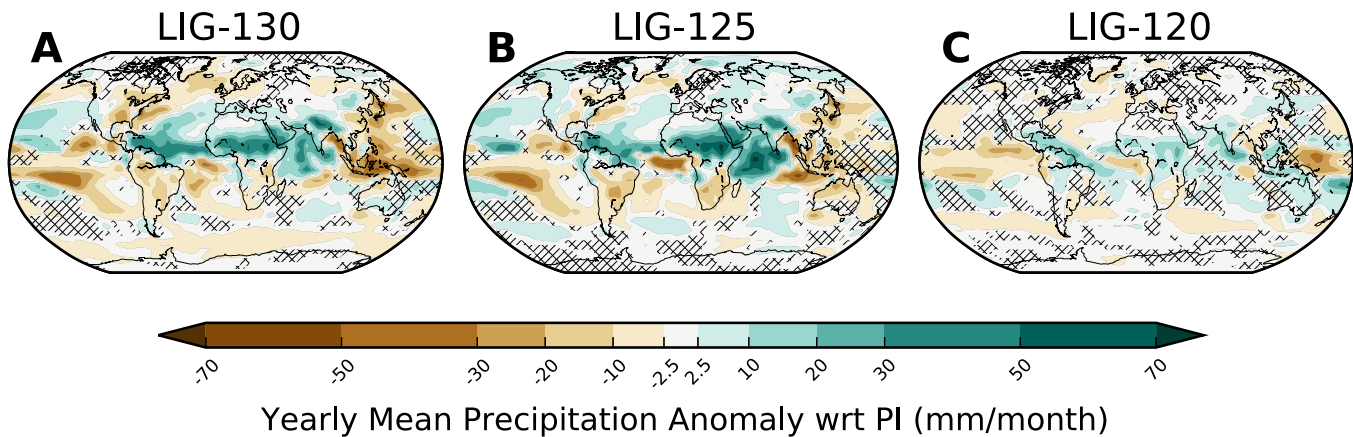 A LIG-130
B LIG-125
C LIG-120
-70 -50 -30 -20 -10 -2.5 2.5 10 20 30 50 70
Yearly Mean Precipitation Anomaly wrt PI (mm/month)